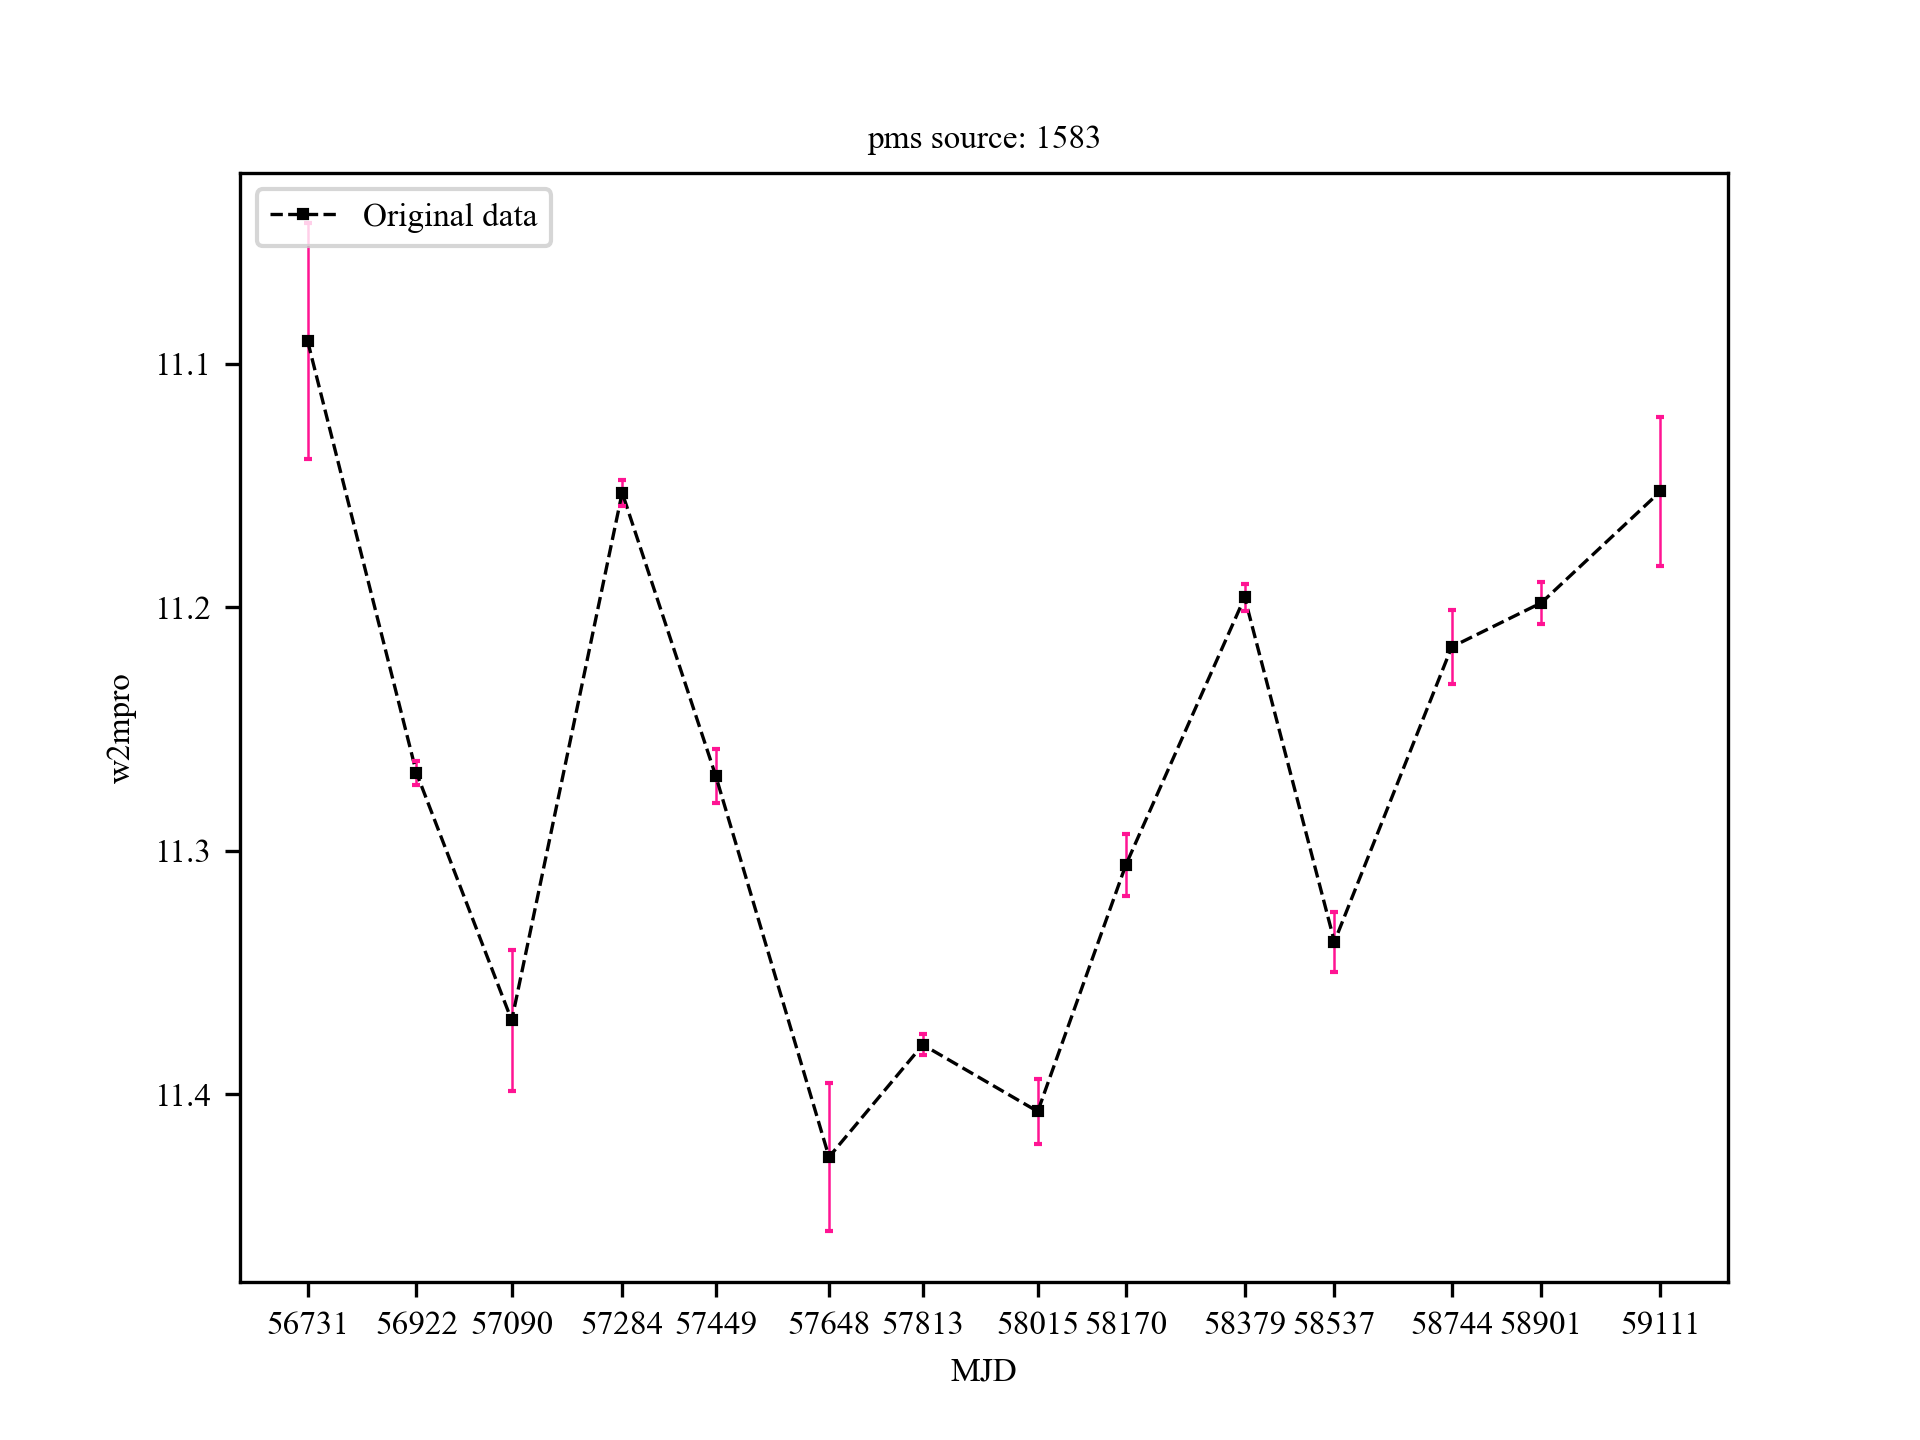 pms source: 1583
Original data
11.1
11.2
11.3
11.4
w2mpro
56731 56922 57090 57284 57449 57648 57813 58015 58170 58379 58537 58744 58901 59111
MJD